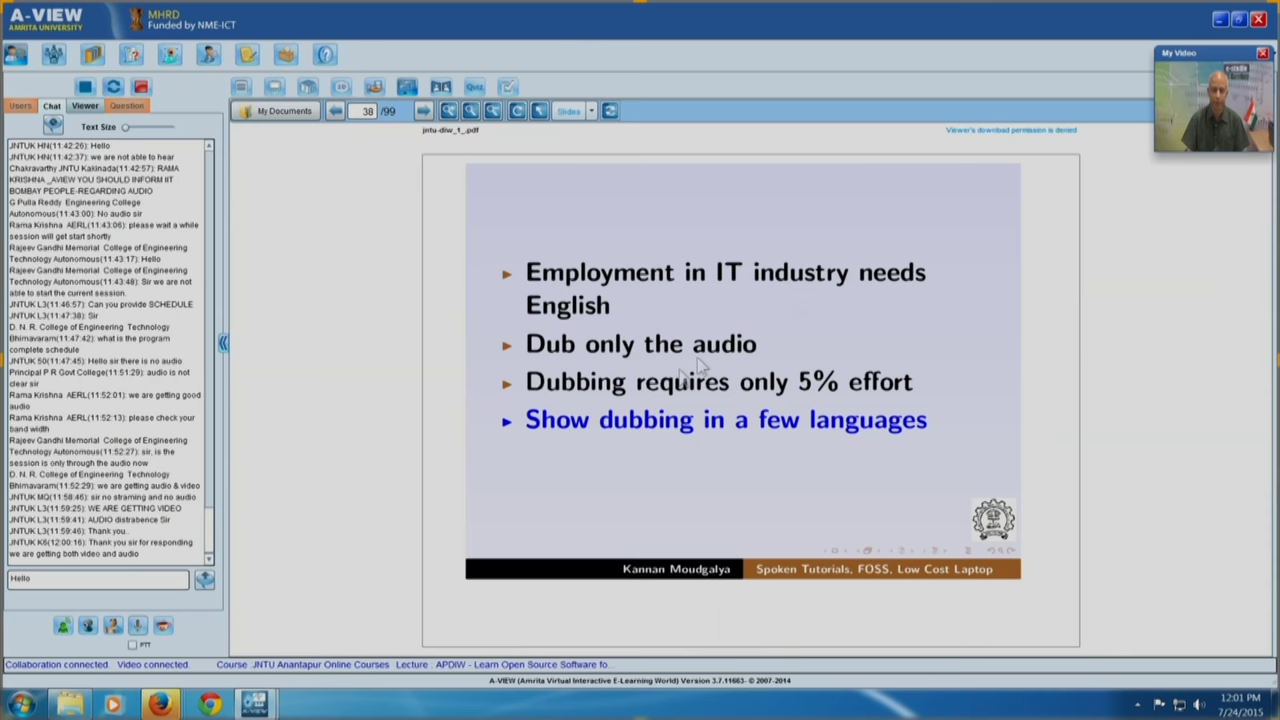 A-VIEW
AMRITA UNIVERSITY
MHRD
Funded by NME-ICT
My Video
Users Chat Viewer Question
Text Size
My Documents
38 /99
Slides
Quiz
jntu-diw_1_.pdf
Viewer's download permission is denied
JNTUK HN(11:42:26): Hello
JNTUK HN(11:42:37): we are not able to hear
Chakravarthy JNTU Kakinada(11:42:57): RAMA
KRISHNA _AVIEW YOU SHOULD INFORM IIT
BOMBAY PEOPLE-REGARDING AUDIO
G Pulla Reddy Engineering College
Autonomous(11:43:00): No audio sir
Rama Krishna AERL(11:43:06): please wait a while
session will get start shortly
Rajeev Gandhi Memorial College of Engineering
Technology Autonomous(11:43:17): Hello
Rajeev Gandhi Memorial College of Engineering
Technology Autonomous(11:43:48): Sir we are not
able to start the current session.
JNTUK L3(11:46:57): Can you provide SCHEDULE
JNTUK L3(11:47:38): Sir
D. N. R. College of Engineering Technology
Bhimavaram(11:47:42): what is the program
complete schedule
JNTUK 50(11:47:45): Hello sir there is no audio
Principal P R Govt College(11:51:29): audio is not
clear sir
Rama Krishna AERL(11:52:01): we are getting good
audio
Rama Krishna AERL(11:52:13): please check your
band width
Rajeev Gandhi Memorial College of Engineering
Technology Autonomous(11:52:27): sir, is the
session is only through the audio now
D. N. R. College of Engineering Technology
Bhimavaram(11:52:29): we are getting audio & video
JNTUK MQ(11:58:46): sir no straming and no audio
JNTUK L3(11:59:25): WE ARE GETTING VIDEO
JNTUK L3(11:59:41): AUDIO distrabence Sir
JNTUK L3(11:59:46): Thank you..
JNTUK K6(12:00:16): Thank you sir for responding
we are getting both video and audio
Hello
PTT
Employment in IT industry needs
English
Dub only the audio
Dubbing requires only 5% effort
Show dubbing in a few languages
Kannan Moudgalya
Spoken Tutorials, FOSS, Low Cost Laptop
Collaboration connected. Video connected. Course : JNTU Anantapur Online Courses Lecture : APDIW - Learn Open Source Software fo...
A-VIEW (Amrita Virtual Interactive E-Learning World) Version 3.7.11663- © 2007-2014
A-VIEW
12:01 PM
7/24/2015